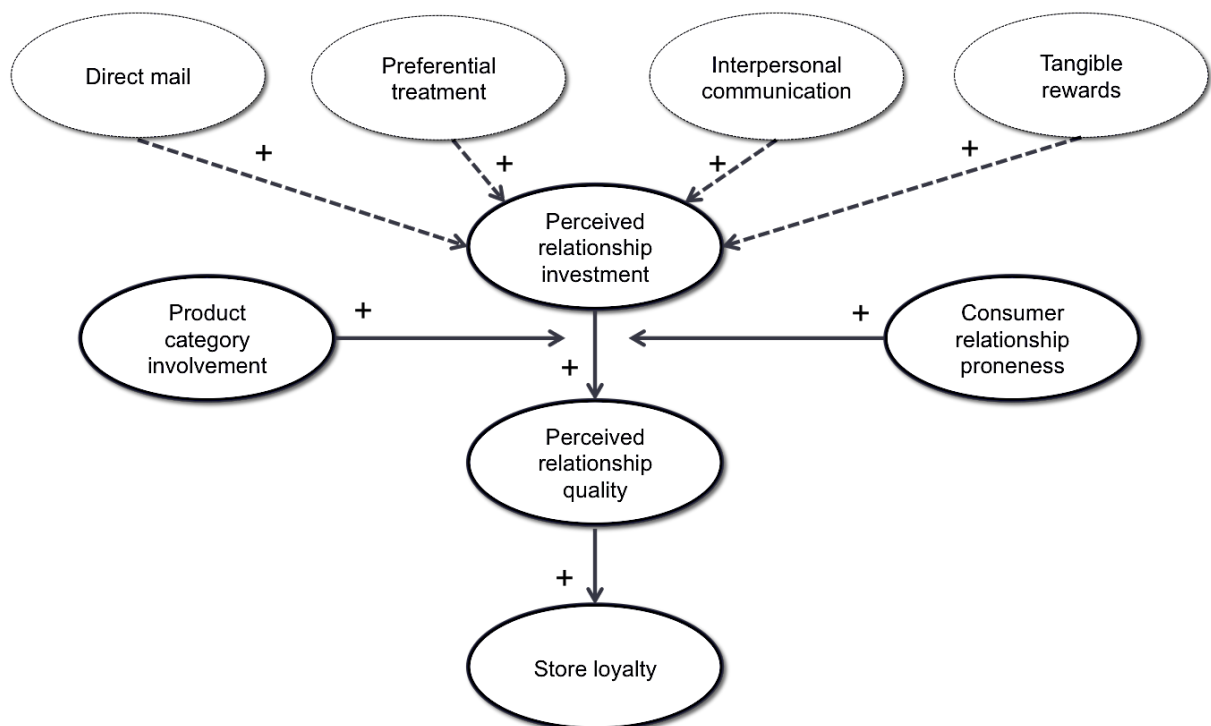 Direct mail
Preferential
treatment
Interpersonal
communication
Tangible
rewards
+
+
+
+
Perceived
relationship
investment
Product
category
involvement
+
+
Consumer
relationship
proneness
+
Perceived
relationship
quality
+
Store loyalty